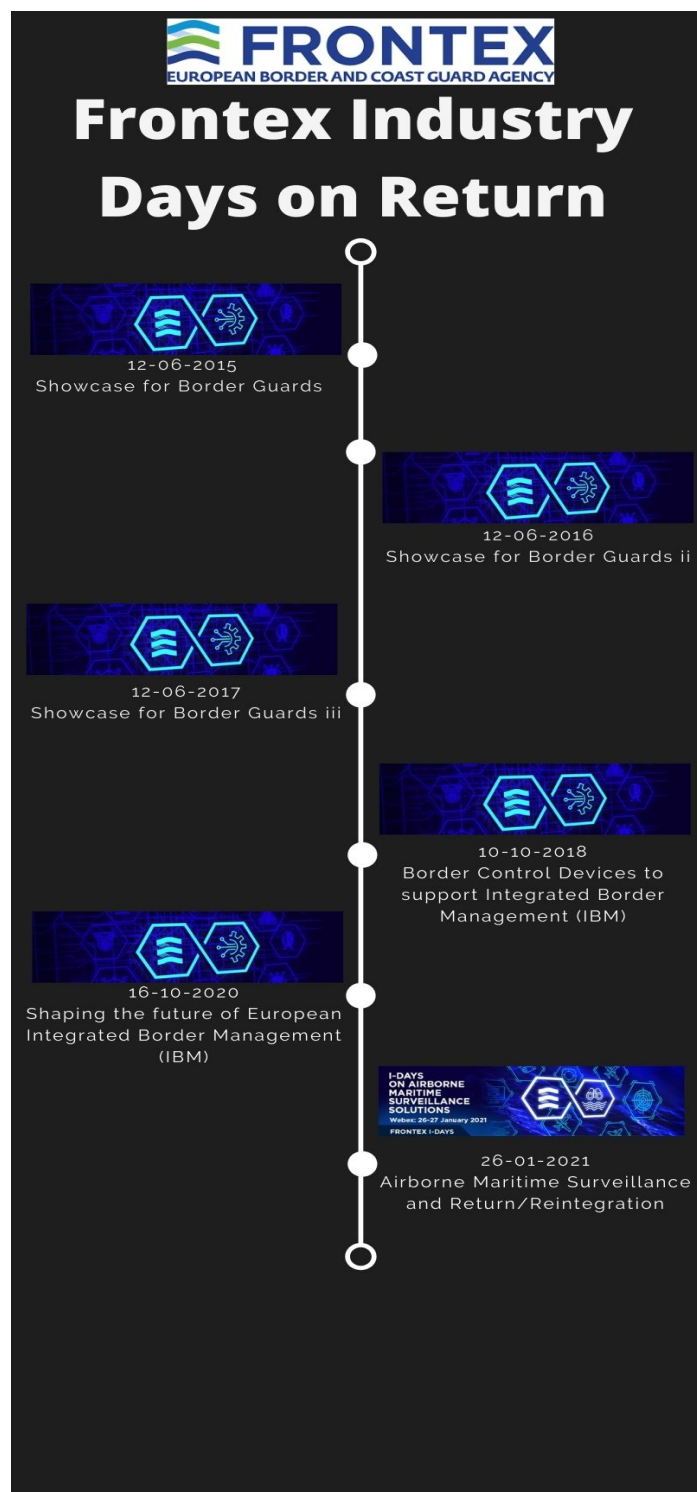 FRONTEX
EUROPEAN BORDER AND COAST GUARD AGENCY
Frontex Industry
Days on Return
12-06-2015
Showcase for Border Guards
12-06-2016
Showcase for Border Guards ii
12-06-2017
Showcase for Border Guards iii
10-10-2018
Border Control Devices to
support Integrated Border
Management (IBM)
16-10-2020
Shaping the future of European
Integrated Border Management
(IBM)
I-DAYS
ON AIRBORNE
MARITIME
SURVEILLANCE
SOLUTIONS
Webex: 26-27 January 2021
FRONTEX I-DAYS
26-01-2021
Airborne Maritime Surveillance
and Return/Reintegration